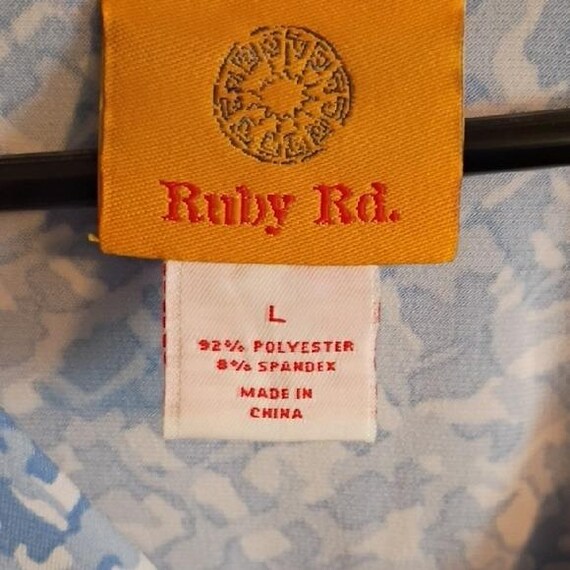 Ruby Rd.
L
92% POLYESTER
8% SPANDEX
MADE IN
CHINA